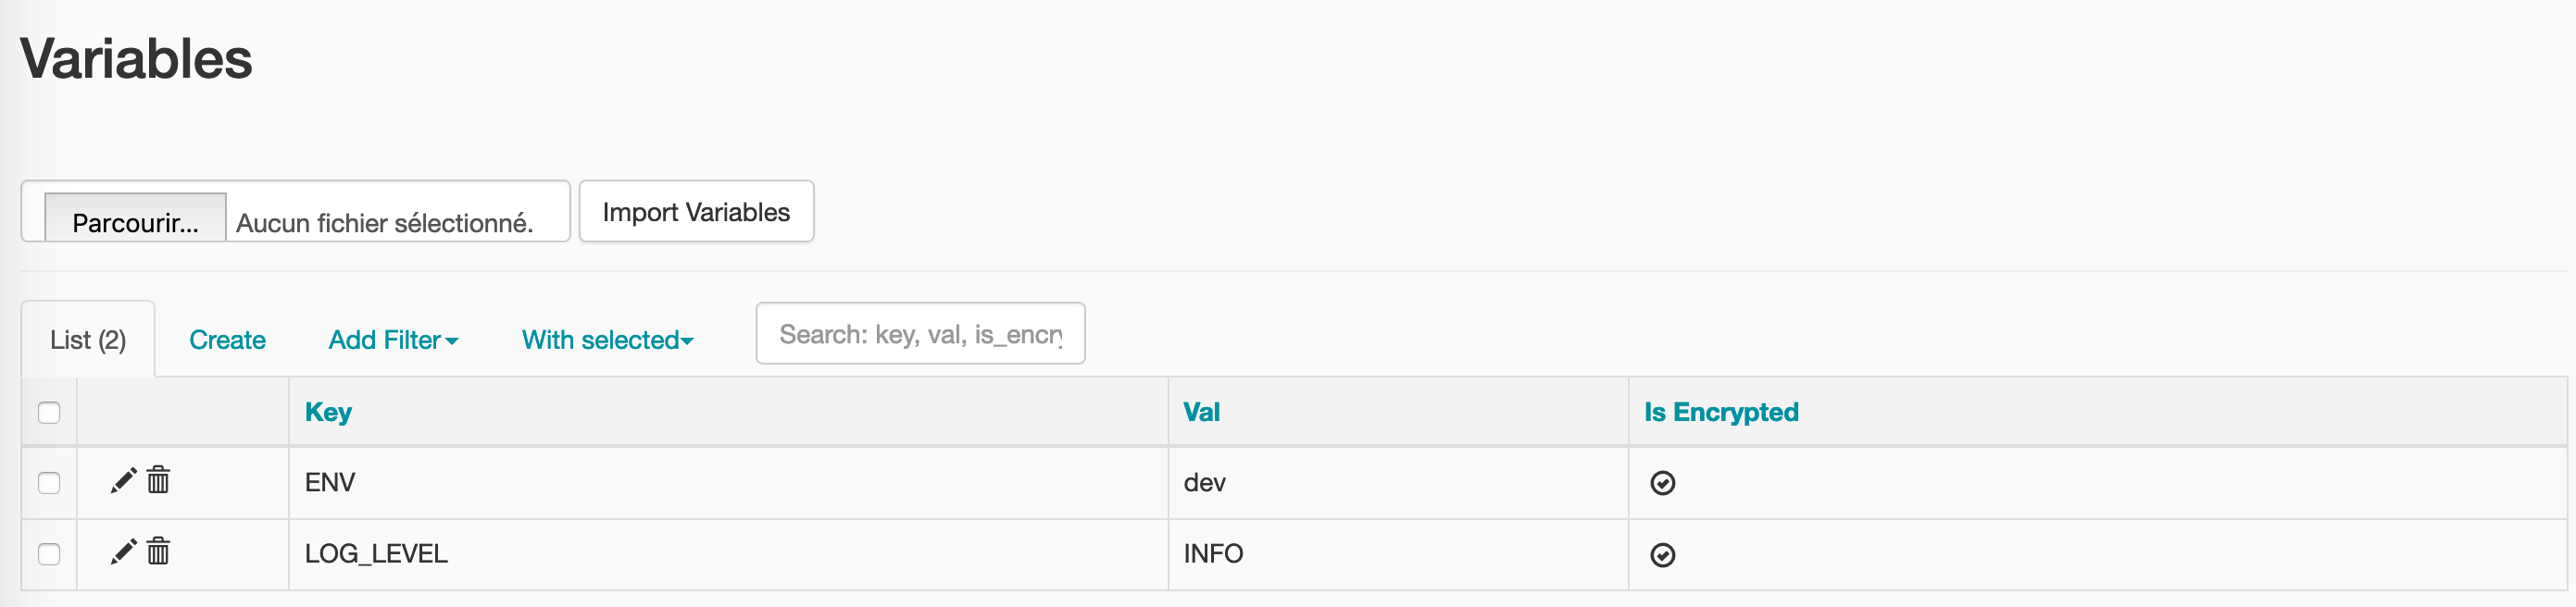 Variables
Parcourir... Aucun fichier sélectionné. Import Variables
List (2) Create Add Filter With selected Search: key, val, is_encry
Key Val Is Encrypted
ENV dev
LOG_LEVEL INFO